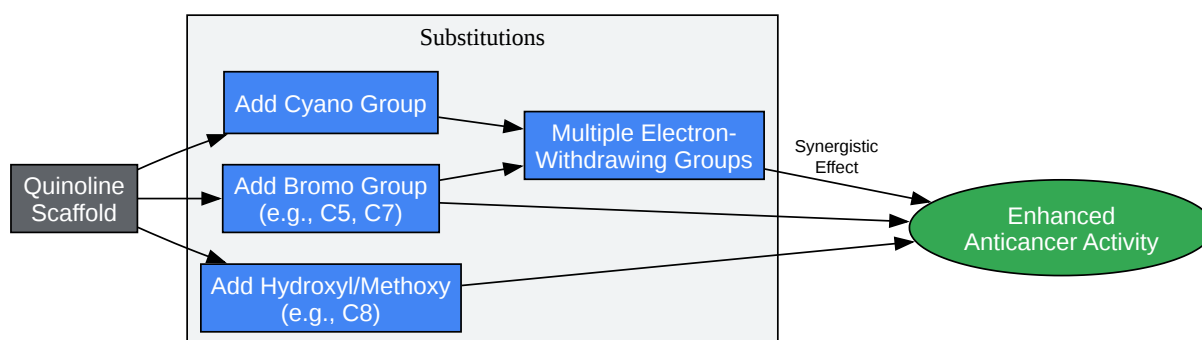 Substitutions
Quinoline
Scaffold
Add Cyano Group
Add Bromo Group
(e.g., C5, C7)
Add Hydroxyl/Methoxy
(e.g., C8)
Multiple Electron-
Withdrawing Groups
Synergistic
Effect
Enhanced
Anticancer Activity